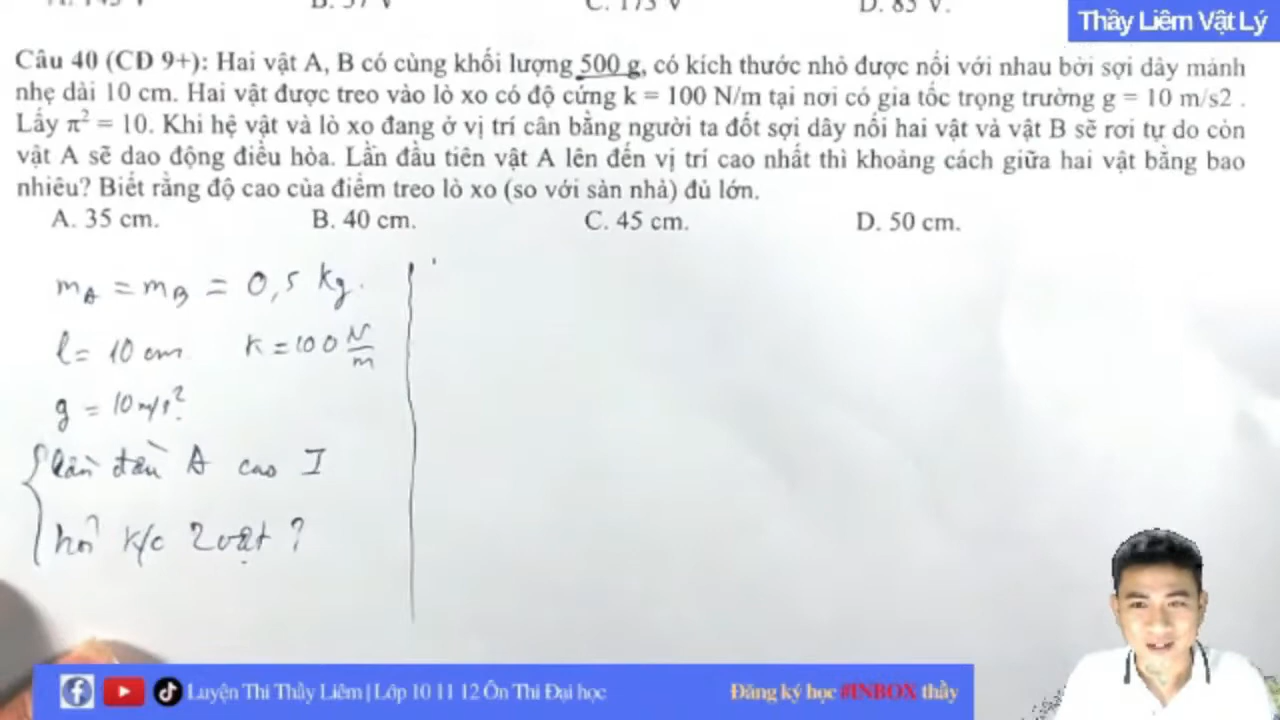 B. 57 V C. 173 V D. 85 V.
Thầy Liêm Vật Lý
Câu 40 (CD 9+): Hai vật A, B có cùng khối lượng 500 g, có kích thước nhỏ được nối với nhau bởi sợi dây mảnh
nhẹ dài 10 cm. Hai vật được treo vào lò xo có độ cứng k = 100 N/m tại nơi có gia tốc trọng trường g = 10 m/s2 .
Lấy π² = 10. Khi hệ vật và lò xo đang ở vị trí cân bằng người ta đốt sợi dây nối hai vật và vật B sẽ rơi tự do còn
vật A sẽ dao động điều hòa. Lần đầu tiên vật A lên đến vị trí cao nhất thì khoảng cách giữa hai vật bằng bao
nhiêu? Biết rằng độ cao của điểm treo lò xo (so với sàn nhà) đủ lớn.
A. 35 cm. B. 40 cm. C. 45 cm. D. 50 cm.
m_A = m_B = 0,5 kg.
l = 10 cm k = 100 N/m
g = 10 m/s².
lần đầu A cao I
hỏi k/c 2 vật ?
Luyện Thi Thầy Liêm | Lớp 10 11 12 Ôn Thi Đại học Đăng ký học #INBOX thầy